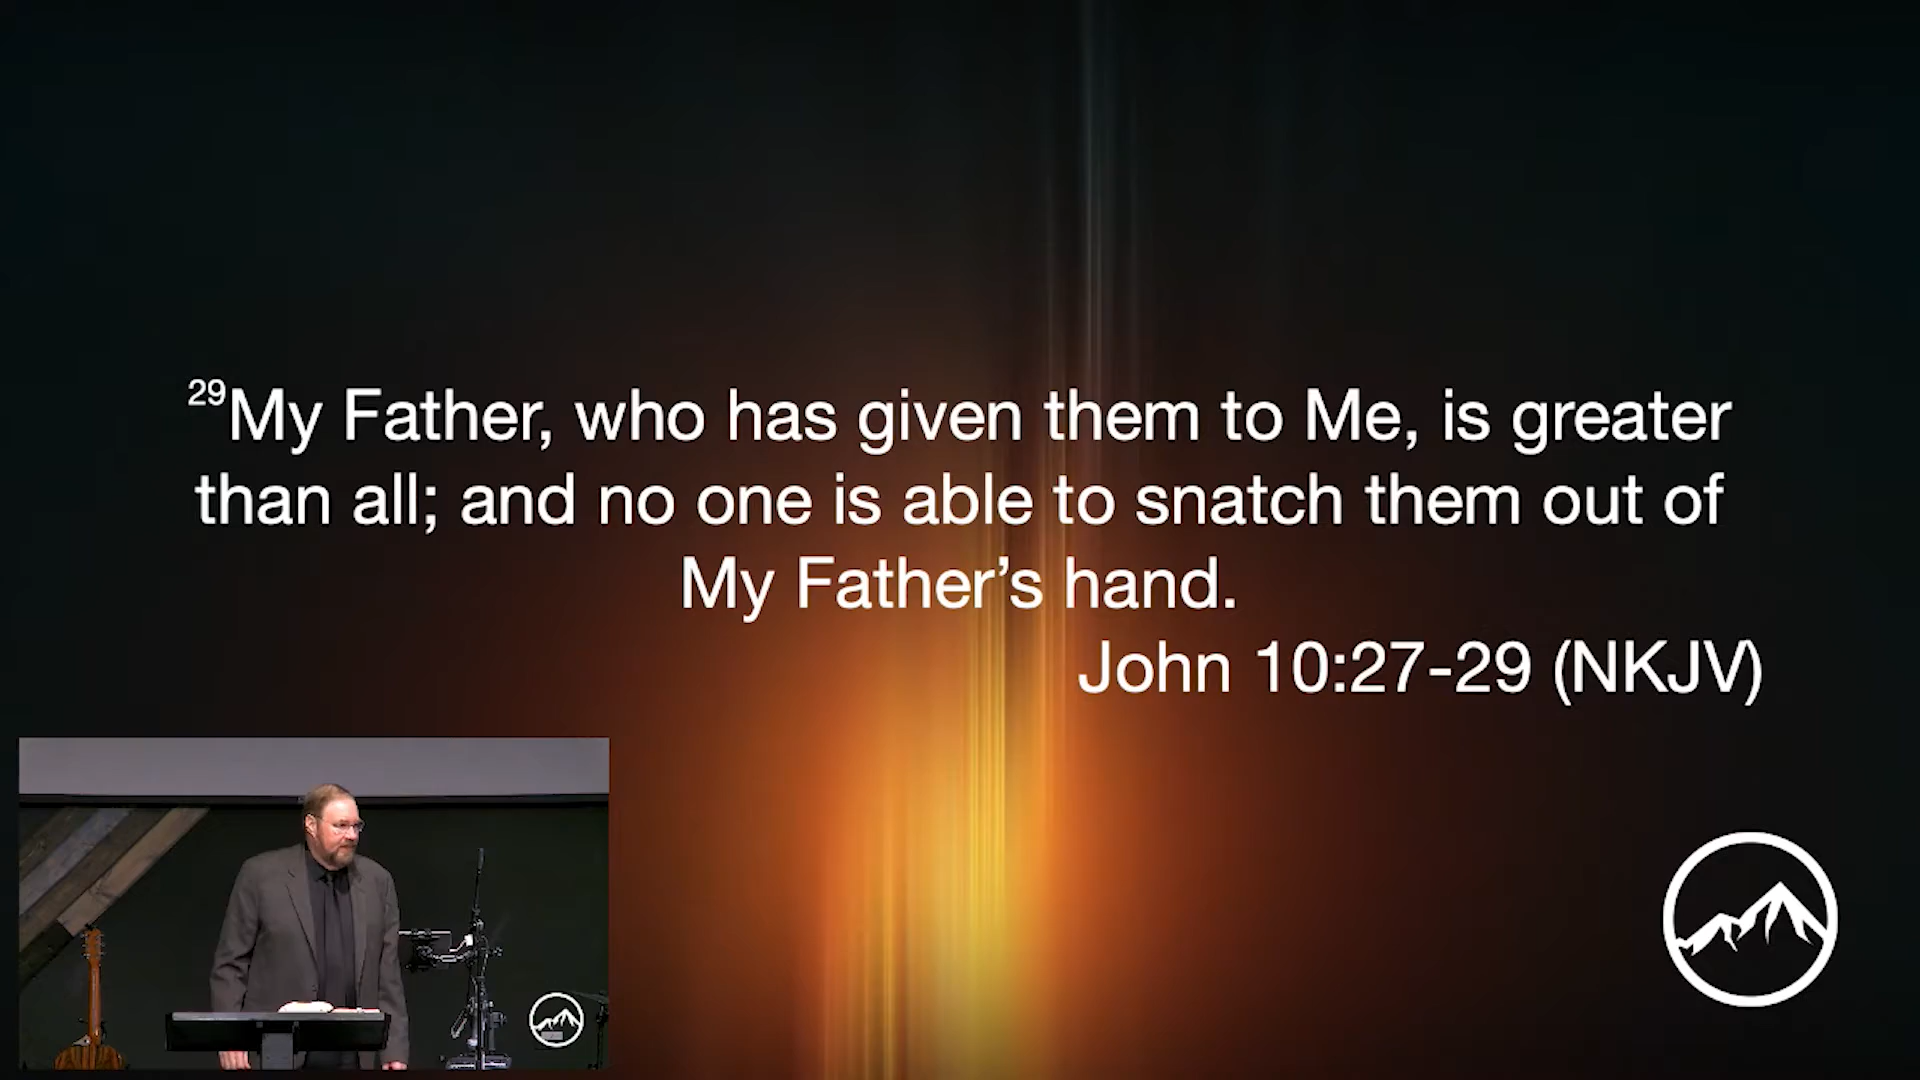 ²⁹My Father, who has given them to Me, is greater
than all; and no one is able to snatch them out of
My Father’s hand.
John 10:27-29 (NKJV)